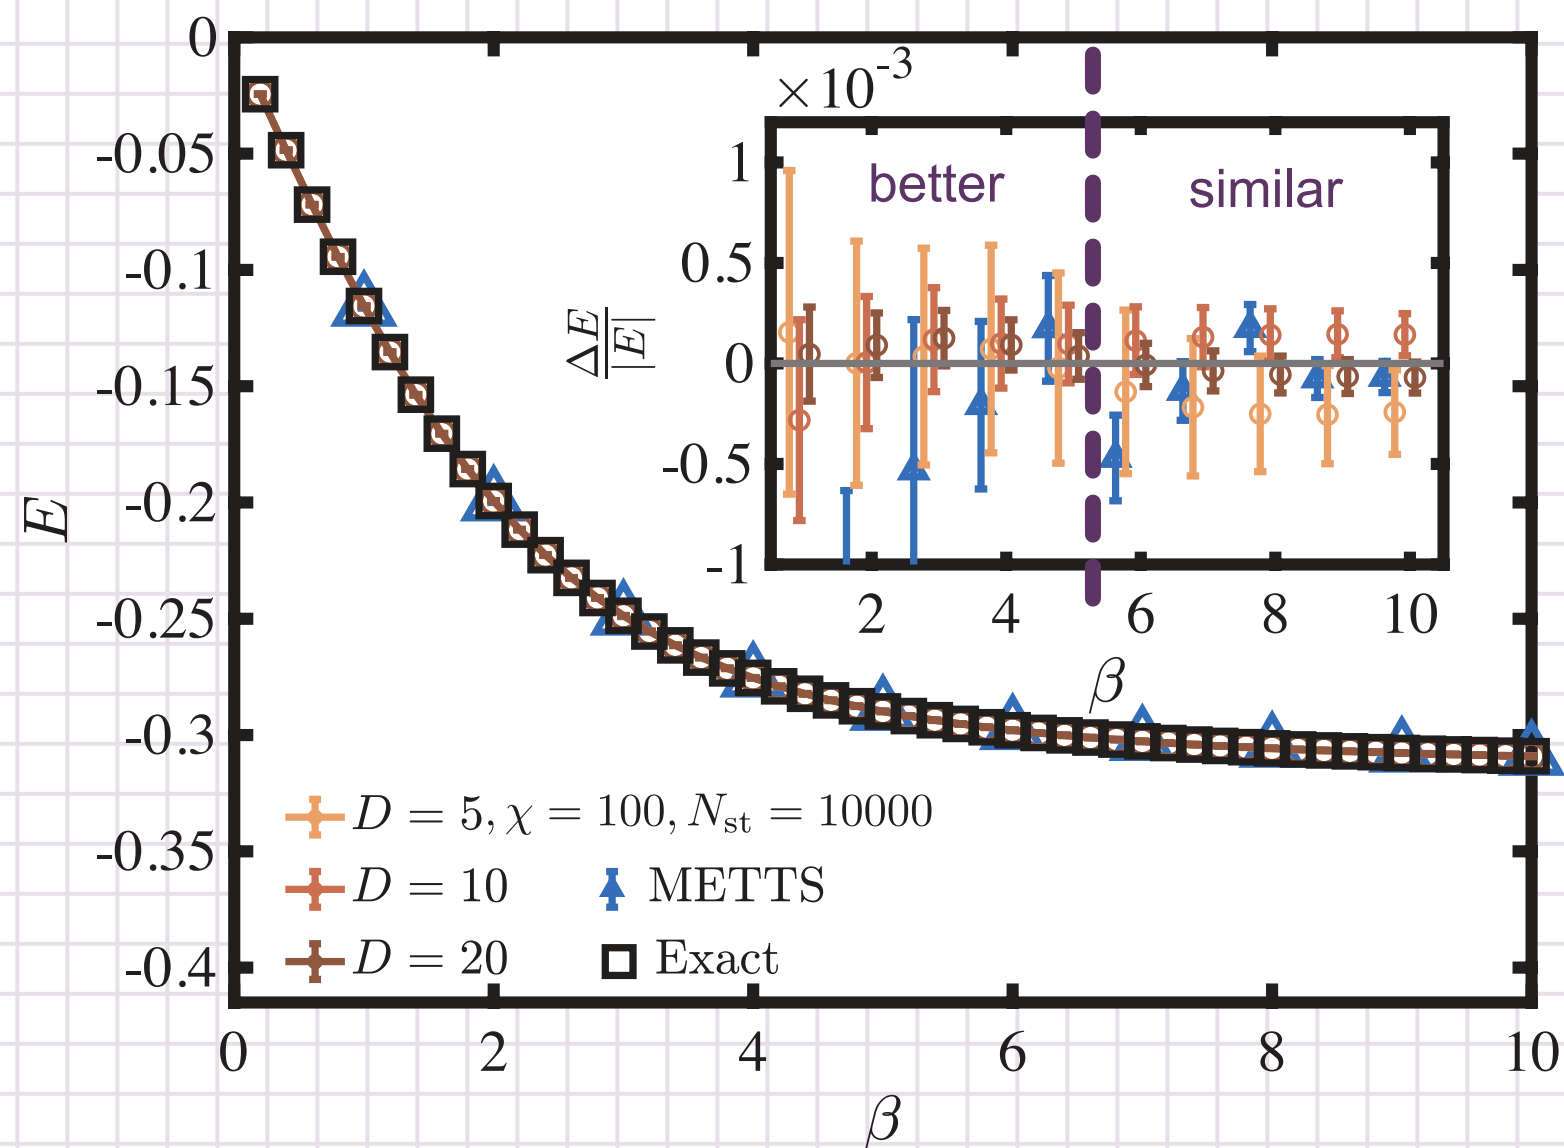 0
-0.05
-0.1
-0.15
-0.2
-0.25
-0.3
-0.35
-0.4
E
×10⁻³
1
0.5
0
-0.5
-1
ΔE
|E|
better
similar
2 4 6 8 10
β
D = 5, χ = 100, N_st = 10000
D = 10
METTS
D = 20
Exact
0 2 4 6 8 10
β